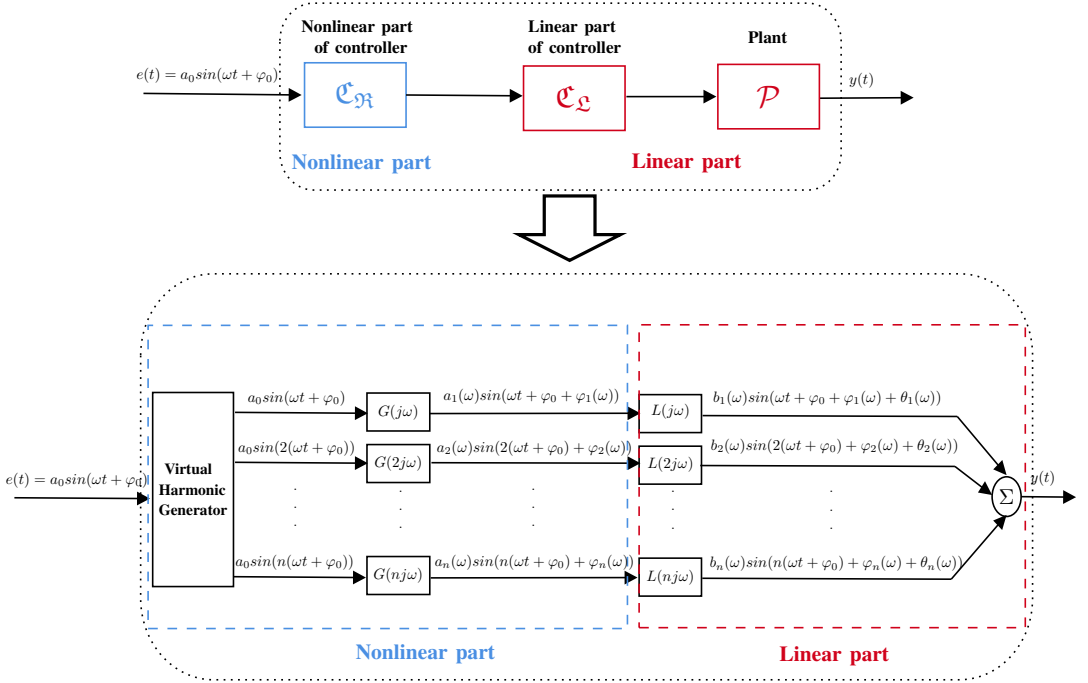 Nonlinear part
of controller
Linear part
of controller
Plant
e(t) = a₀sin(ωt + φ₀)
ℭ_ℜ
ℭ_𝔏
𝒫
y(t)
Nonlinear part
Linear part
a₀sin(ωt + φ₀)
G(jω)
a₁(ω)sin(ωt + φ₀ + φ₁(ω))
L(jω)
b₁(ω)sin(ωt + φ₀ + φ₁(ω) + θ₁(ω))
a₀sin(2(ωt + φ₀))
G(2jω)
a₂(ω)sin(2(ωt + φ₀) + φ₂(ω))
L(2jω)
b₂(ω)sin(2(ωt + φ₀) + φ₂(ω) + θ₂(ω))
e(t) = a₀sin(ωt + φ₀)
Virtual
Harmonic
Generator
Σ
y(t)
a₀sin(n(ωt + φ₀))
G(njω)
aₙ(ω)sin(n(ωt + φ₀) + φₙ(ω))
L(njω)
bₙ(ω)sin(n(ωt + φ₀) + φₙ(ω) + θₙ(ω))
Nonlinear part
Linear part